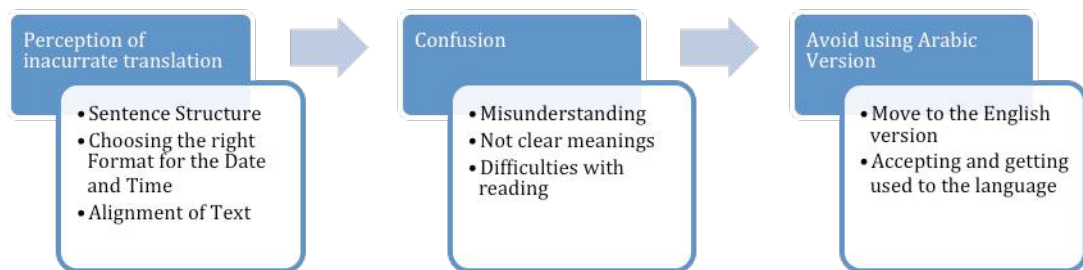 Perception of
inacurrate translation
• Sentence Structure
• Choosing the right
Format for the Date
and Time
• Alignment of Text
Confusion
• Misunderstanding
• Not clear meanings
• Difficulties with
reading
Avoid using Arabic
Version
• Move to the English
version
• Accepting and getting
used to the language